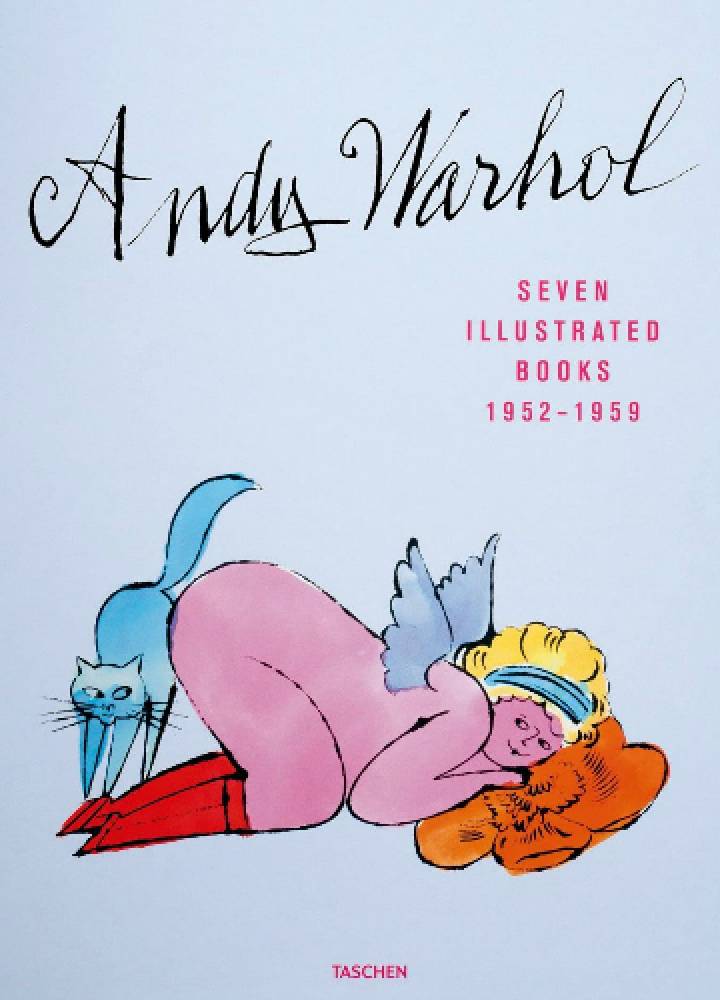 Andy Warhol
SEVEN
ILLUSTRATED
BOOKS
1952–1959
TASCHEN